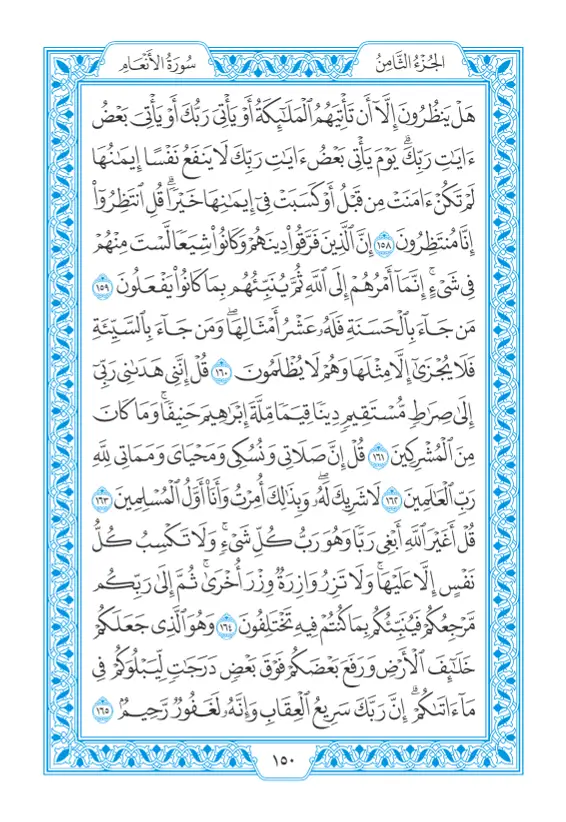 الجُزْءُ الثَّامِنُ
سُورَةُ الأَنْعَامِ
هَلْ يَنظُرُونَ إِلَّآ أَن تَأْتِيَهُمُ ٱلْمَلَـٰٓئِكَةُ أَوْ يَأْتِىَ رَبُّكَ أَوْ يَأْتِىَ بَعْضُ
ءَايَـٰتِ رَبِّكَ ۗ يَوْمَ يَأْتِى بَعْضُ ءَايَـٰتِ رَبِّكَ لَا يَنفَعُ نَفْسًا إِيمَـٰنُهَا
لَمْ تَكُنْ ءَامَنَتْ مِن قَبْلُ أَوْ كَسَبَتْ فِىٓ إِيمَـٰنِهَا خَيْرًا ۗ قُلِ ٱنتَظِرُوٓا۟
إِنَّا مُنتَظِرُونَ ١٥٨ إِنَّ ٱلَّذِينَ فَرَّقُوا۟ دِينَهُمْ وَكَانُوا۟ شِيَعًا لَّسْتَ مِنْهُمْ
فِى شَىْءٍ ۚ إِنَّمَآ أَمْرُهُمْ إِلَى ٱللَّهِ ثُمَّ يُنَبِّئُهُم بِمَا كَانُوا۟ يَفْعَلُونَ ١٥٩
مَن جَآءَ بِٱلْحَسَنَةِ فَلَهُۥ عَشْرُ أَمْثَالِهَا ۖ وَمَن جَآءَ بِٱلسَّيِّئَةِ
فَلَا يُجْزَىٰٓ إِلَّا مِثْلَهَا وَهُمْ لَا يُظْلَمُونَ ١٦٠ قُلْ إِنَّنِى هَدَىٰنِى رَبِّىٓ
إِلَىٰ صِرَٰطٍ مُّسْتَقِيمٍ دِينًا قِيَمًا مِّلَّةَ إِبْرَٰهِيمَ حَنِيفًا ۚ وَمَا كَانَ
مِنَ ٱلْمُشْرِكِينَ ١٦١ قُلْ إِنَّ صَلَاتِى وَنُسُكِى وَمَحْيَاىَ وَمَمَاتِى لِلَّهِ
رَبِّ ٱلْعَـٰلَمِينَ ١٦٢ لَا شَرِيكَ لَهُۥ ۖ وَبِذَٰلِكَ أُمِرْتُ وَأَنَا۠ أَوَّلُ ٱلْمُسْلِمِينَ ١٦٣
قُلْ أَغَيْرَ ٱللَّهِ أَبْغِى رَبًّا وَهُوَ رَبُّ كُلِّ شَىْءٍ ۚ وَلَا تَكْسِبُ كُلُّ
نَفْسٍ إِلَّا عَلَيْهَا ۚ وَلَا تَزِرُ وَازِرَةٌ وِزْرَ أُخْرَىٰ ۚ ثُمَّ إِلَىٰ رَبِّكُم
مَّرْجِعُكُمْ فَيُنَبِّئُكُم بِمَا كُنتُمْ فِيهِ تَخْتَلِفُونَ ١٦٤ وَهُوَ ٱلَّذِى جَعَلَكُمْ
خَلَـٰٓئِفَ ٱلْأَرْضِ وَرَفَعَ بَعْضَكُمْ فَوْقَ بَعْضٍ دَرَجَـٰتٍ لِّيَبْلُوَكُمْ فِى
مَآ ءَاتَىٰكُمْ ۗ إِنَّ رَبَّكَ سَرِيعُ ٱلْعِقَابِ وَإِنَّهُۥ لَغَفُورٌ رَّحِيمٌۢ ١٦٥
١٥٠